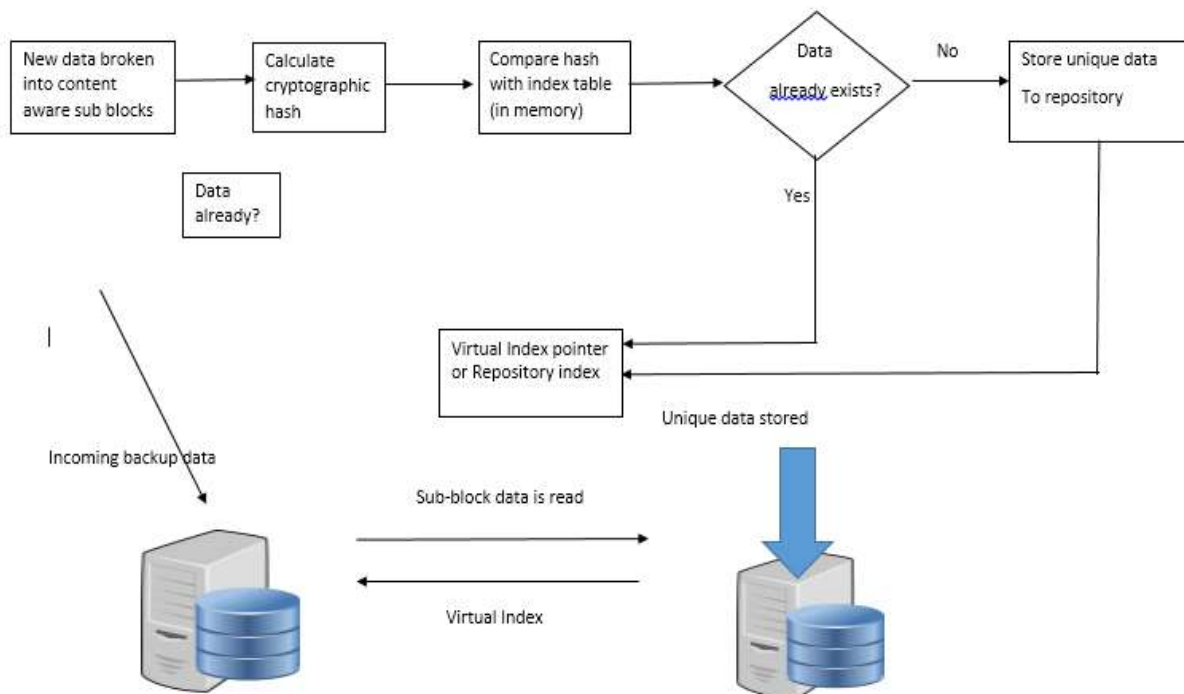 New data broken
into content
aware sub blocks
Calculate
cryptographic
hash
Compare hash
with index table
(in memory)
Data
already exists?
No
Store unique data
To repository
Data
already?
Yes
Virtual Index pointer
or Repository index
Unique data stored
Incoming backup data
Sub-block data is read
Virtual Index